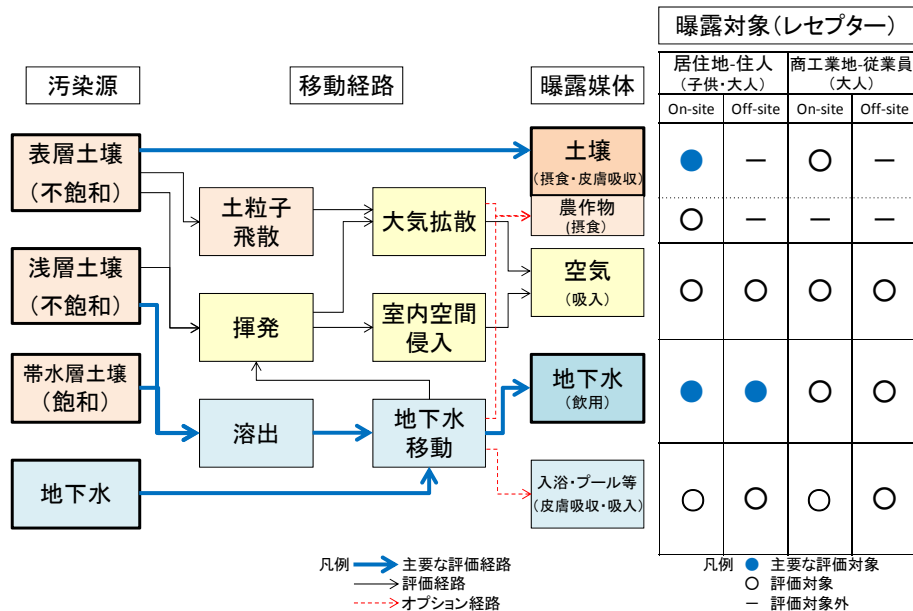 曝露対象(レセプター)
汚染源
移動経路
曝露媒体
居住地-住人
(子供・大人)
商工業地-従業員
(大人)
On-site
Off-site
On-site
Off-site
表層土壌
(不飽和)
土壌
(摂食・皮膚吸収)
● － ○ －
土粒子
飛散
大気拡散
農作物
(摂食)
○ － － －
浅層土壌
(不飽和)
揮発
室内空間
侵入
空気
(吸入)
○ ○ ○ ○
帯水層土壌
(飽和)
溶出
地下水
移動
地下水
(飲用)
● ● ○ ○
地下水
入浴・プール等
(皮膚吸収・吸入)
○ ○ ○ ○
凡例 主要な評価経路
評価経路
オプション経路
凡例 ● 主要な評価対象
○ 評価対象
－ 評価対象外